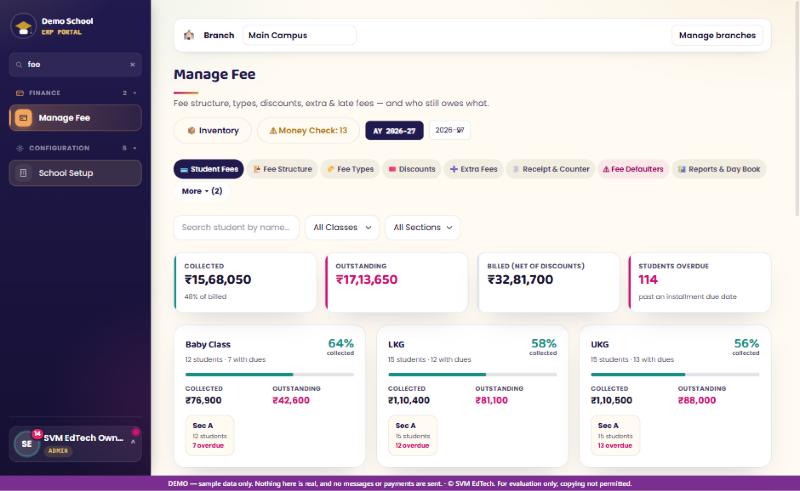 Demo School
ERP PORTAL
foo
FINANCE 2
Manage Fee
CONFIGURATION 5
School Setup
Branch Main Campus Manage branches
Manage Fee
Fee structure, types, discounts, extra & late fees — and who still owes what.
Inventory Money Check: 13 AY 2026-27
Student Fees Fee Structure Fee Types Discounts Extra Fees Receipt & Counter Fee Defaulters Reports & Day Book
More (2)
Search student by name... All Classes All Sections
COLLECTED OUTSTANDING BILLED (NET OF DISCOUNTS) STUDENTS OVERDUE
₹15,68,050 ₹17,13,650 ₹32,81,700 114
48% of billed past an installment due date
Baby Class 64% LKG 58% UKG 56%
collected collected collected
12 students · 7 with dues 15 students · 12 with dues 15 students · 13 with dues
COLLECTED OUTSTANDING COLLECTED OUTSTANDING COLLECTED OUTSTANDING
₹76,900 ₹42,600 ₹1,10,400 ₹81,100 ₹1,10,500 ₹88,000
Sec A Sec A Sec A
12 students 15 students 15 students
7 overdue 12 overdue 13 overdue
SE 14 SVM EdTech Own...
ADMIN
DEMO — sample data only. Nothing here is real, and no messages or payments are sent. · © SVM EdTech. For evaluation only; copying not permitted.